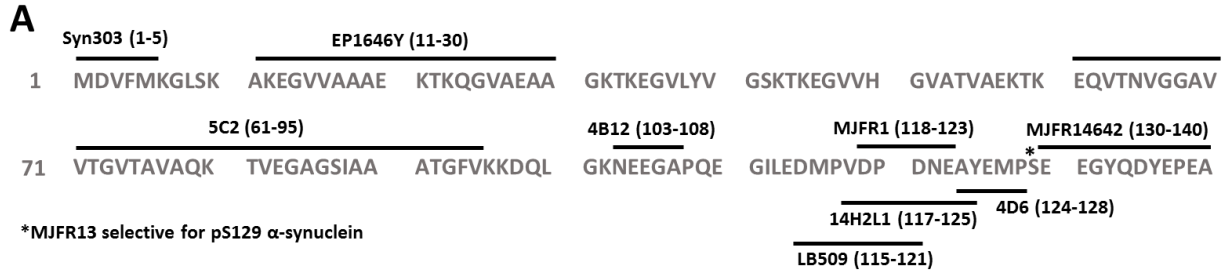 A
Syn303 (1-5) EP1646Y (11-30)
1 MDVFMKGLSK AKEGVVAAAE KTKQGVAEAA GKTKEGVLYV GSKTKEGVVH GVATVAEKTK EQVTNVGGAV
5C2 (61-95) 4B12 (103-108) MJFR1 (118-123) MJFR14642 (130-140)
*
71 VTGVTAVAQK TVEGAGSIAA ATGFVKKDQL GKNEEGAPQE GILEDMPVDP DNEAYEMPSE EGYQDYEPEA
14H2L1 (117-125) 4D6 (124-128)
*MJFR13 selective for pS129 α-synuclein
LB509 (115-121)